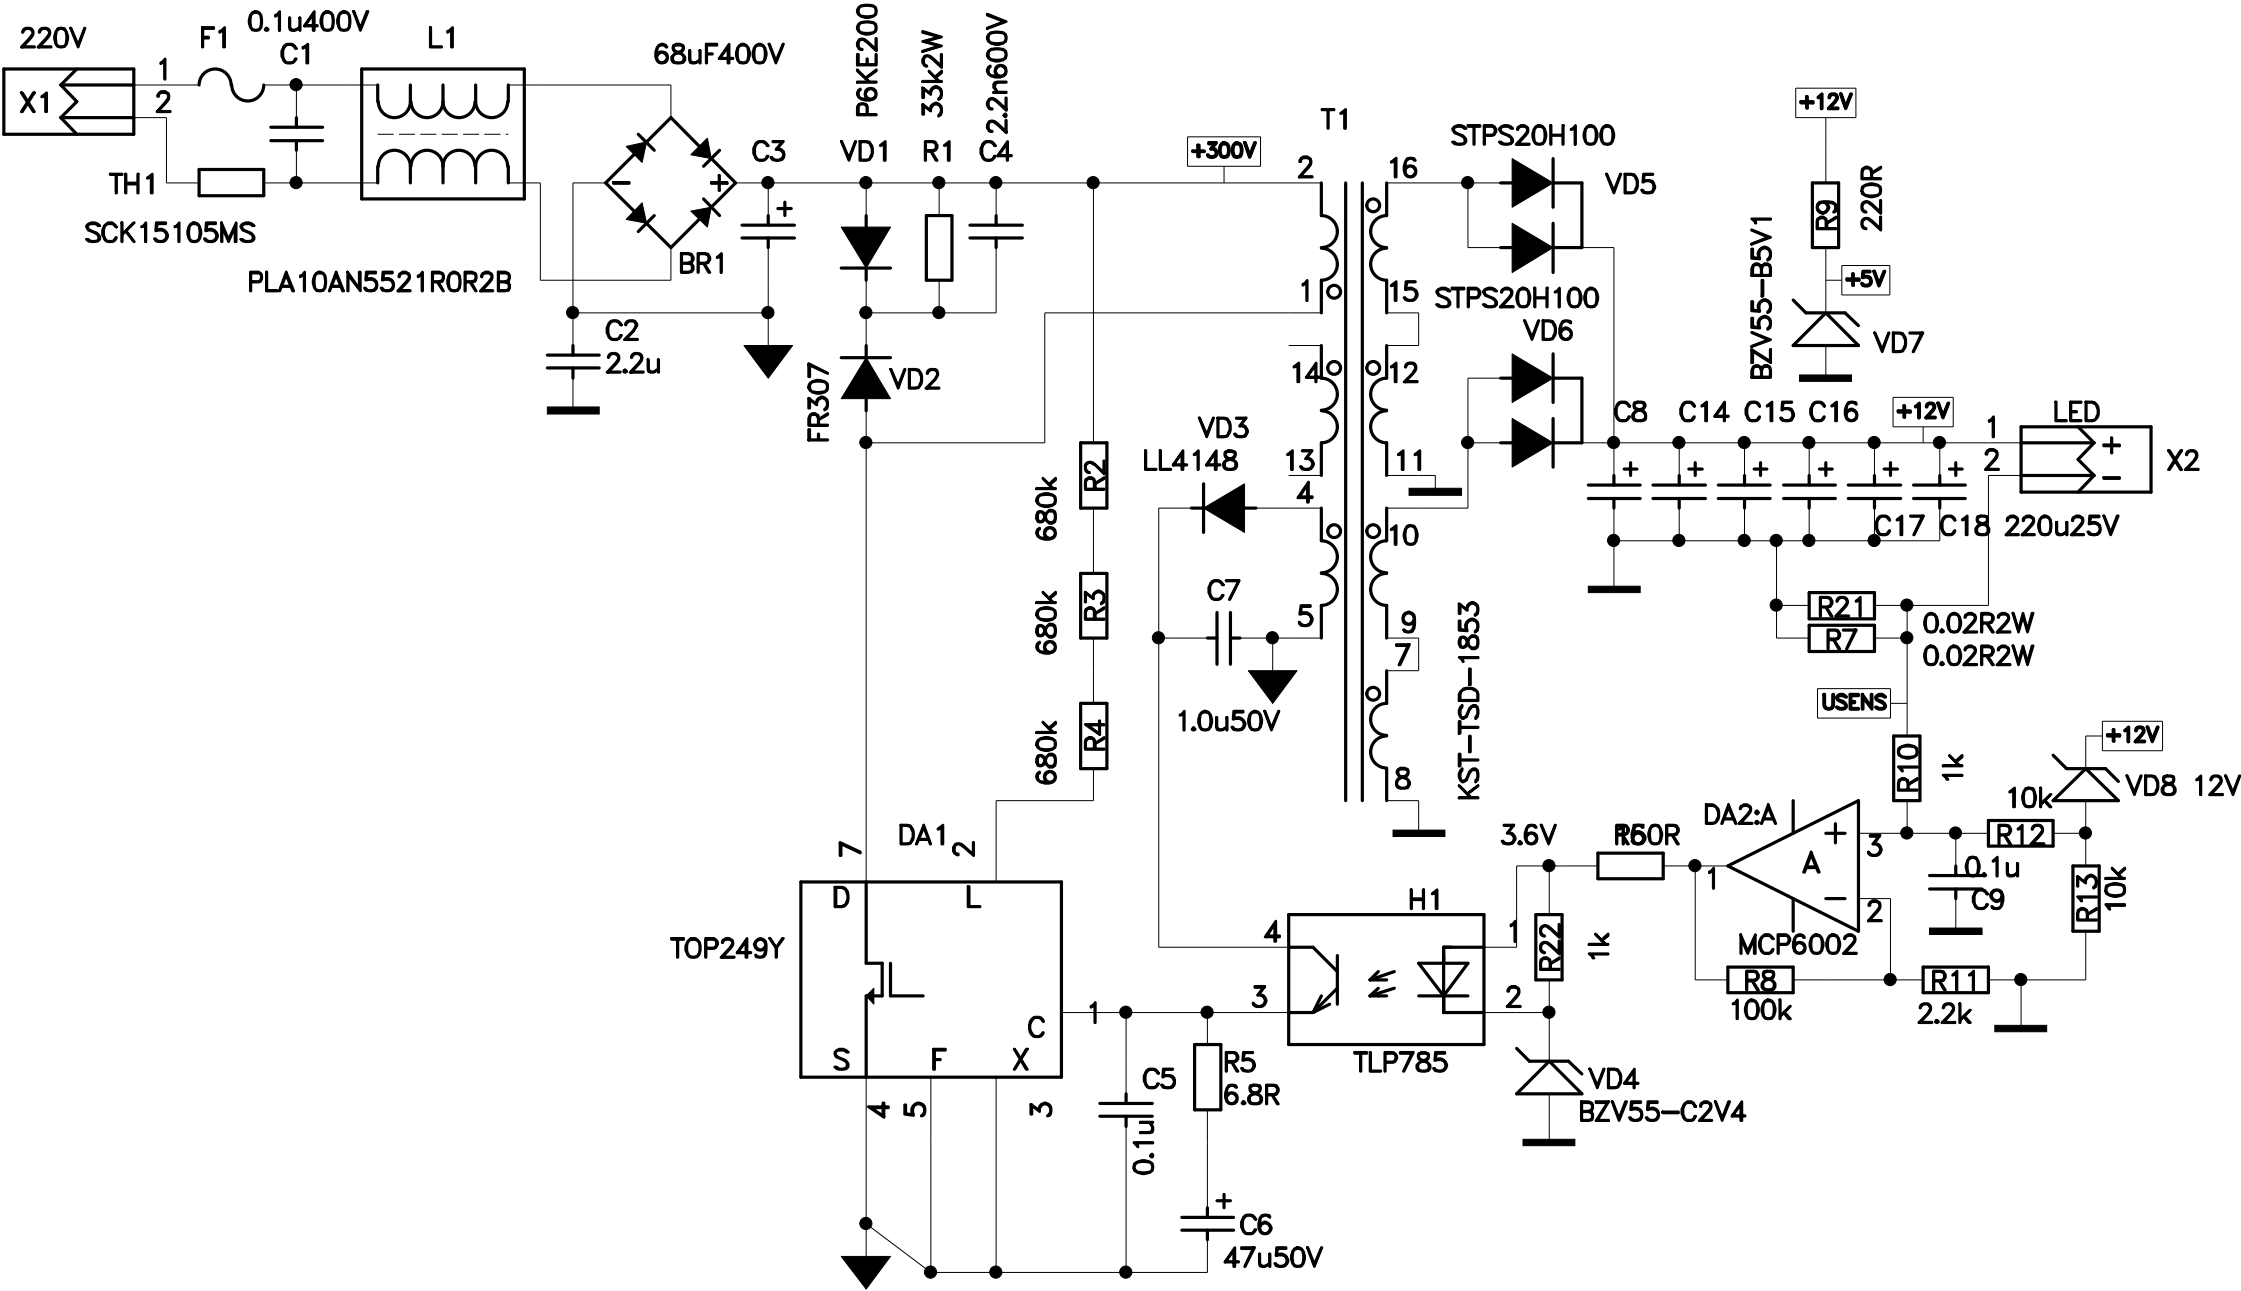 220V
F1
0.1u400V
C1
L1
68uF400V
P6KE200
33k2W
2.2n600V
X1
1
2
TH1
SCK15105MS
PLA10AN5521R0R2B
BR1
C3
VD1
R1
C4
+300V
T1
2
1
14
13
4
5
16
15
12
11
10
9
7
8
STPS20H100
VD5
STPS20H100
VD6
+12V
R9
220R
+5V
BZV55-B5V1
VD7
C2
2.2u
FR307
VD2
VD3
LL4148
C7
1.0u50V
KST-TSD-1853
C8
C14
C15
C16
+12V
1
2
LED
X2
C17
C18
220u25V
R21
R7
0.02R2W
0.02R2W
USENS
R2
680k
R3
680k
R4
680k
R10
1k
+12V
VD8 12V
10k
R12
R13
10k
0.1u
C9
DA2:A
A
3
2
1
MCP6002
R8
100k
R11
2.2k
3.6V
R22
1k
H1
4
3
1
2
TLP785
VD4
BZV55-C2V4
DA1
7
2
D
L
TOP249Y
C
S
F
X
1
4
5
3
C5
0.1u
R5
6.8R
C6
47u50V